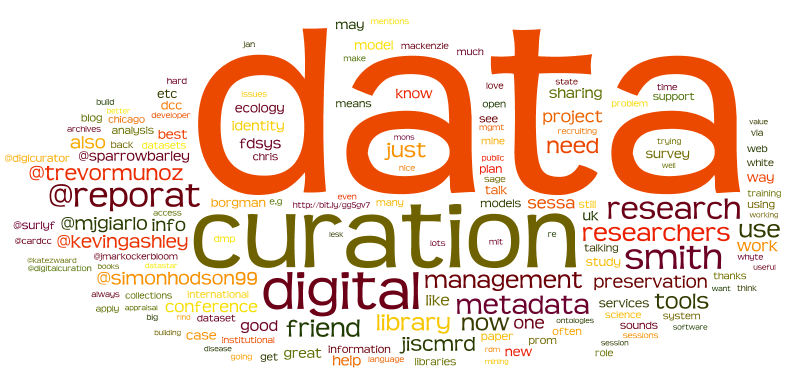 data
curation
digital
may
mentions
jan
model
mackenzie
much
make
hard
etc
ecology
means
know
love
state
sharing
time
support
build
issues
open
better
dcc
developer
blog
chicago
identity
see
project
problem
value
archives
analysis
best
fdsys
mons
mgmt
recruiting
via
also
back
datasets
chris
just
mine
need
trying
web
@digicurator
@sparrowbarley
nice
public
survey
well
white
@trevormunoz
even
plan
sage
talk
way
training
@reporat
borgman
e.g
http://bit.ly/gg5gv7
many
models
sessa
still
using
access
uk
research
working
@surlyf
@mjgiarlo
info
dmp
lesk
iots
mit
re
researchers
use
@cardcc
@kevingashley
talking
work
@jmarkockerbloom
smith
whyte
@katezwaard
@digitalcuration
books
datastar
study
useful
@simonhodson99
management
preservation
thanks
want
think
always
collections
international
like
metadata
services
tools
apply
appraisal
conference
library
now
one
ontologies
science
system
big
find
dataset
good
friend
jiscmrd
often
sounds
software
building
case
institutional
paper
prom
sessions
disease
great
information
rdm
new
session
going
get
help
language
libraries
mining
role